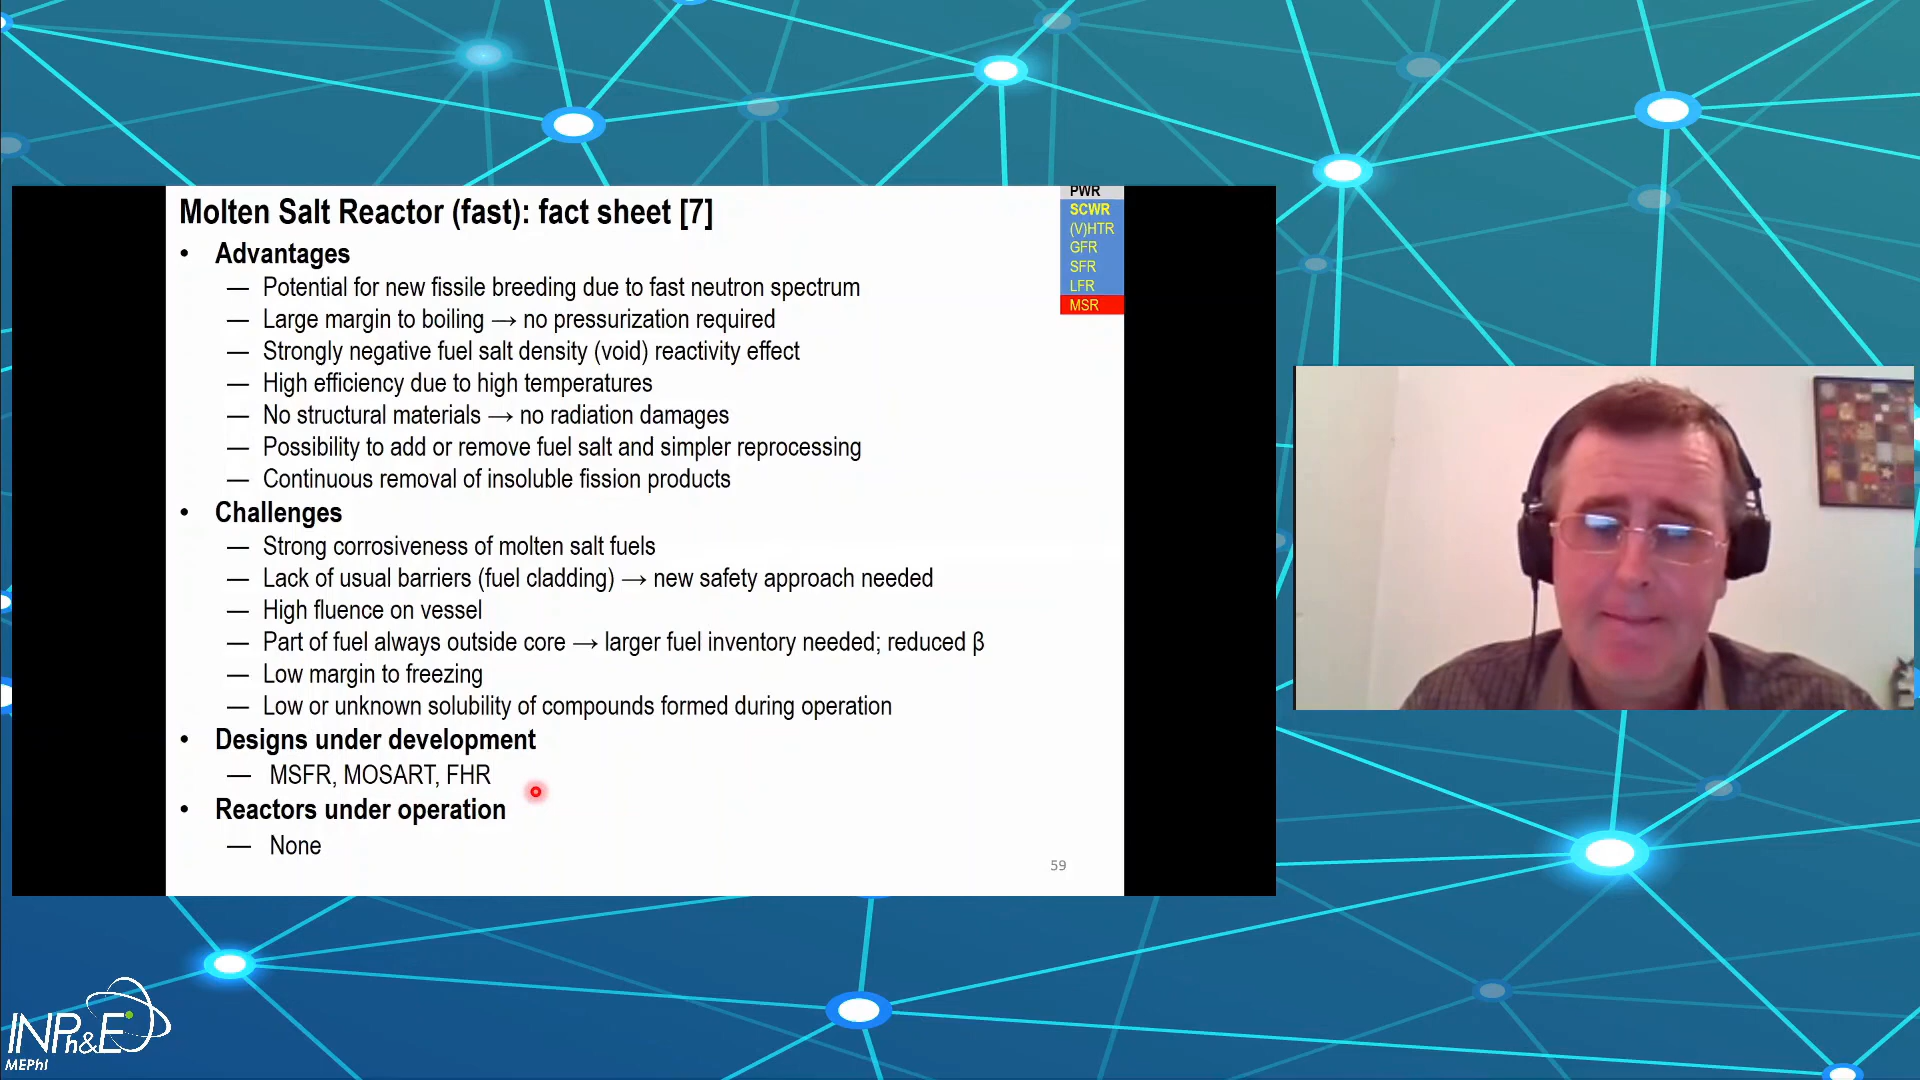 Molten Salt Reactor (fast): fact sheet [7]
PWR
SCWR
(V)HTR
GFR
SFR
LFR
MSR
• Advantages
— Potential for new fissile breeding due to fast neutron spectrum
— Large margin to boiling → no pressurization required
— Strongly negative fuel salt density (void) reactivity effect
— High efficiency due to high temperatures
— No structural materials → no radiation damages
— Possibility to add or remove fuel salt and simpler reprocessing
— Continuous removal of insoluble fission products
• Challenges
— Strong corrosiveness of molten salt fuels
— Lack of usual barriers (fuel cladding) → new safety approach needed
— High fluence on vessel
— Part of fuel always outside core → larger fuel inventory needed; reduced β
— Low margin to freezing
— Low or unknown solubility of compounds formed during operation
• Designs under development
— MSFR, MOSART, FHR
• Reactors under operation
— None
59
INPh&E
MEPhI